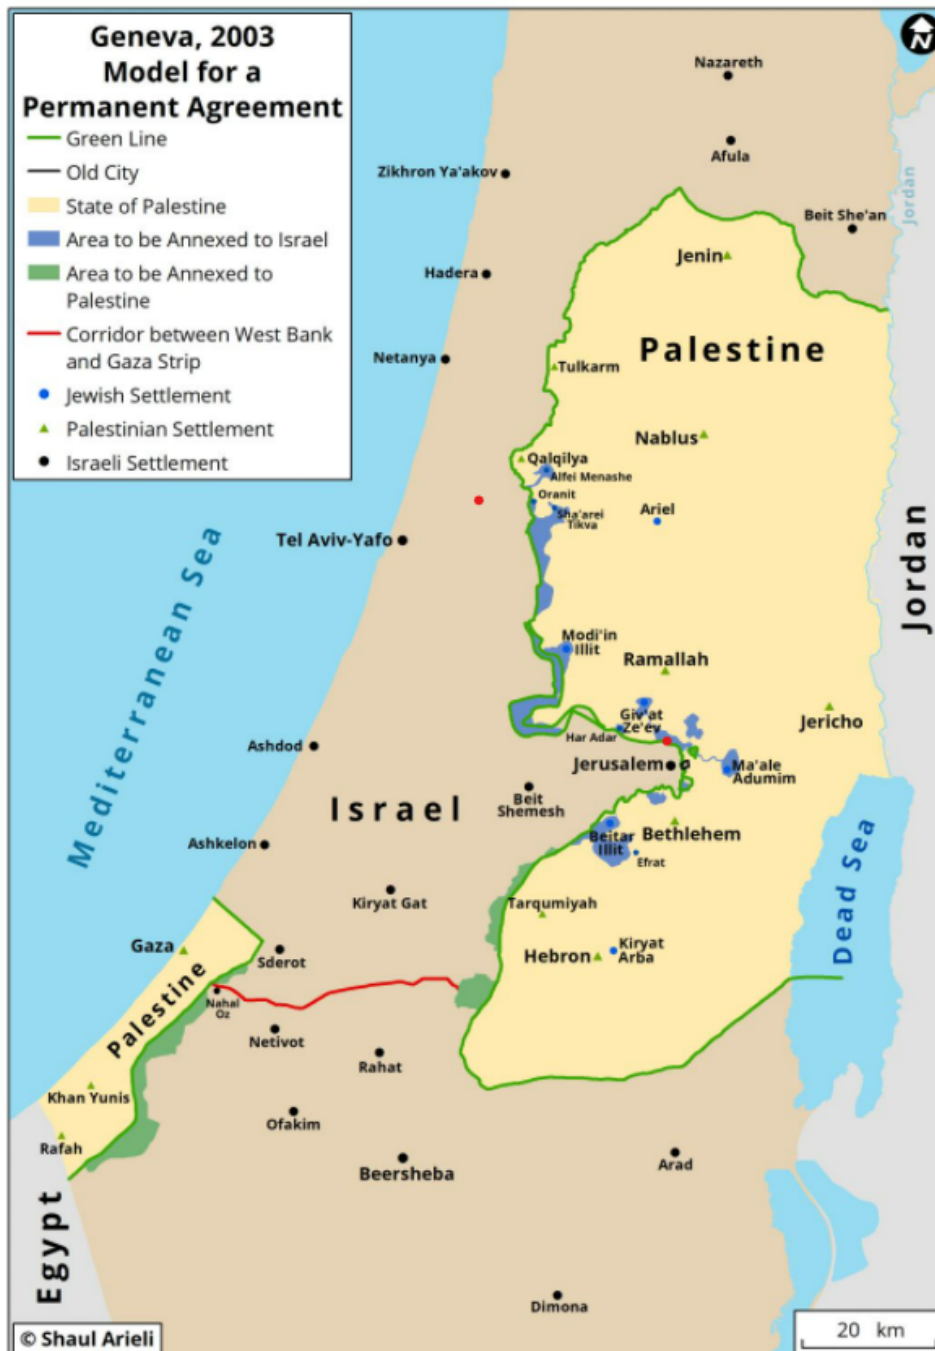 Geneva, 2003
Model for a
Permanent Agreement
Green Line
Old City
State of Palestine
Area to be Annexed to Israel
Area to be Annexed to
Palestine
Corridor between West Bank
and Gaza Strip
Jewish Settlement
Palestinian Settlement
Israeli Settlement
N
Nazareth
Afula
Zikhron Ya'akov
Jordan
Beit She'an
Jenin
Hadera
Palestine
Netanya
Tulkarm
Nablus
Qalqilya
Alfei Menashe
Oranit
Sha'arei
Tikva
Ariel
Tel Aviv-Yafo
Mediterranean Sea
Jordan
Modi'in
Illit
Ramallah
Giv'at
Ze'ev
Har Adar
Jericho
Ashdod
Jerusalem
Ma'ale
Adumim
Israel
Beit
Shemesh
Bethlehem
Beitar
Illit
Efrat
Ashkelon
Dead Sea
Kiryat Gat
Tarqumiyah
Gaza
Sderot
Hebron
Kiryat
Arba
Palestine
Nahal
Oz
Netivot
Rahat
Khan Yunis
Ofakim
Rafah
Beersheba
Arad
Egypt
Dimona
© Shaul Arieli
20 km